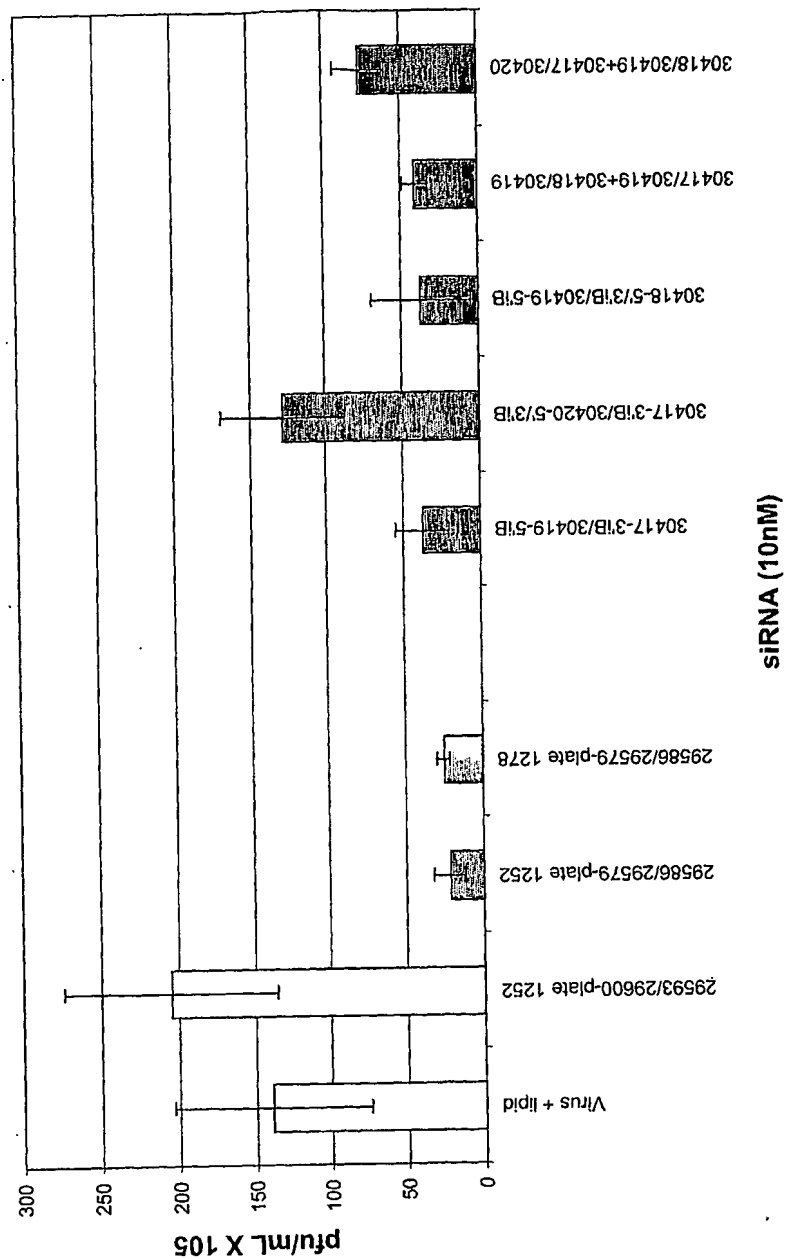 pfu/mL X 105
300
250
200
150
100
50
0
Virus + lipid
29593/29600-plate 1252
29586/29579-plate 1252
29586/29579-plate 1278
30417-3'iB/30419-5'iB
30417-3'iB/30420-5'/3'iB
30418-5'/3'iB/30419-5'iB
30417/30419+30418/30419
30418/30419+30417/30420
siRNA (10nM)